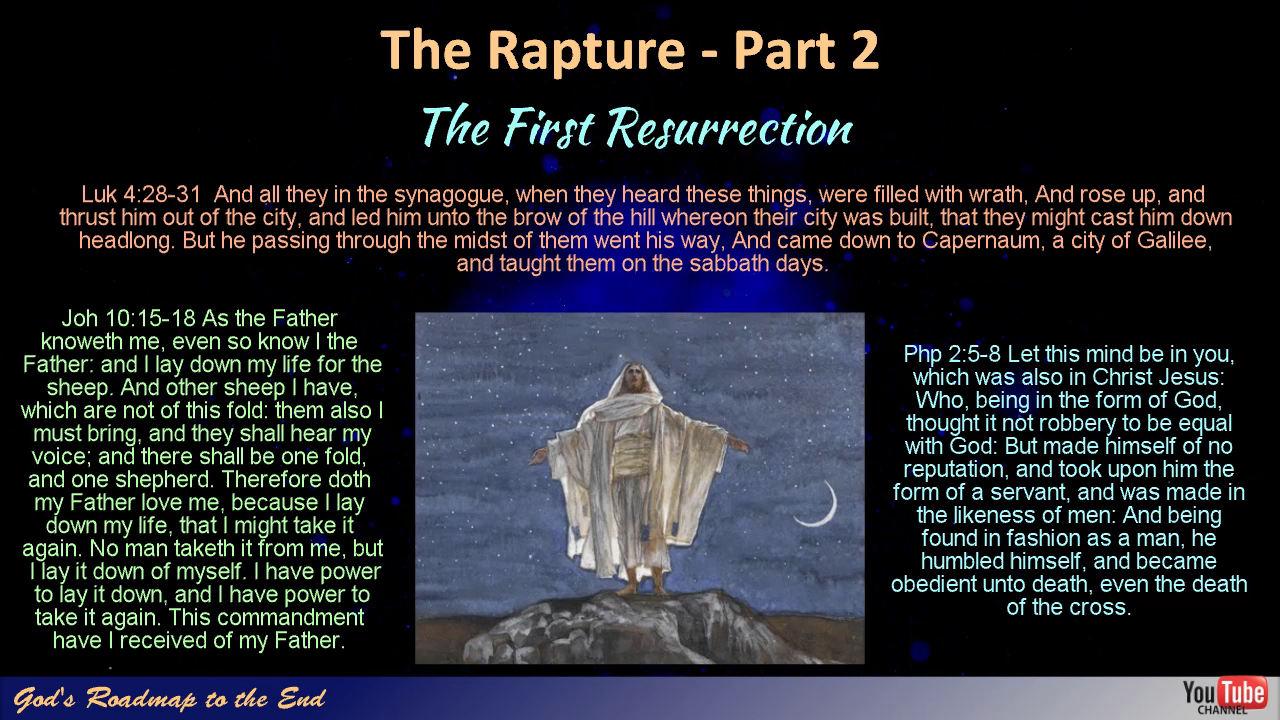 The Rapture - Part 2
The First Resurrection
Luk 4:28-31  And all they in the synagogue, when they heard these things, were filled with wrath, And rose up, and
thrust him out of the city, and led him unto the brow of the hill whereon their city was built, that they might cast him down
headlong. But he passing through the midst of them went his way, And came down to Capernaum, a city of Galilee,
and taught them on the sabbath days.
Joh 10:15-18 As the Father
knoweth me, even so know I the
Father: and I lay down my life for the
sheep. And other sheep I have,
which are not of this fold: them also I
must bring, and they shall hear my
voice; and there shall be one fold,
and one shepherd. Therefore doth
my Father love me, because I lay
down my life, that I might take it
again. No man taketh it from me, but
I lay it down of myself. I have power
to lay it down, and I have power to
take it again. This commandment
have I received of my Father.
Php 2:5-8 Let this mind be in you,
which was also in Christ Jesus:
Who, being in the form of God,
thought it not robbery to be equal
with God: But made himself of no
reputation, and took upon him the
form of a servant, and was made in
the likeness of men: And being
found in fashion as a man, he
humbled himself, and became
obedient unto death, even the death
of the cross.
God's Roadmap to the End
YouTube
CHANNEL